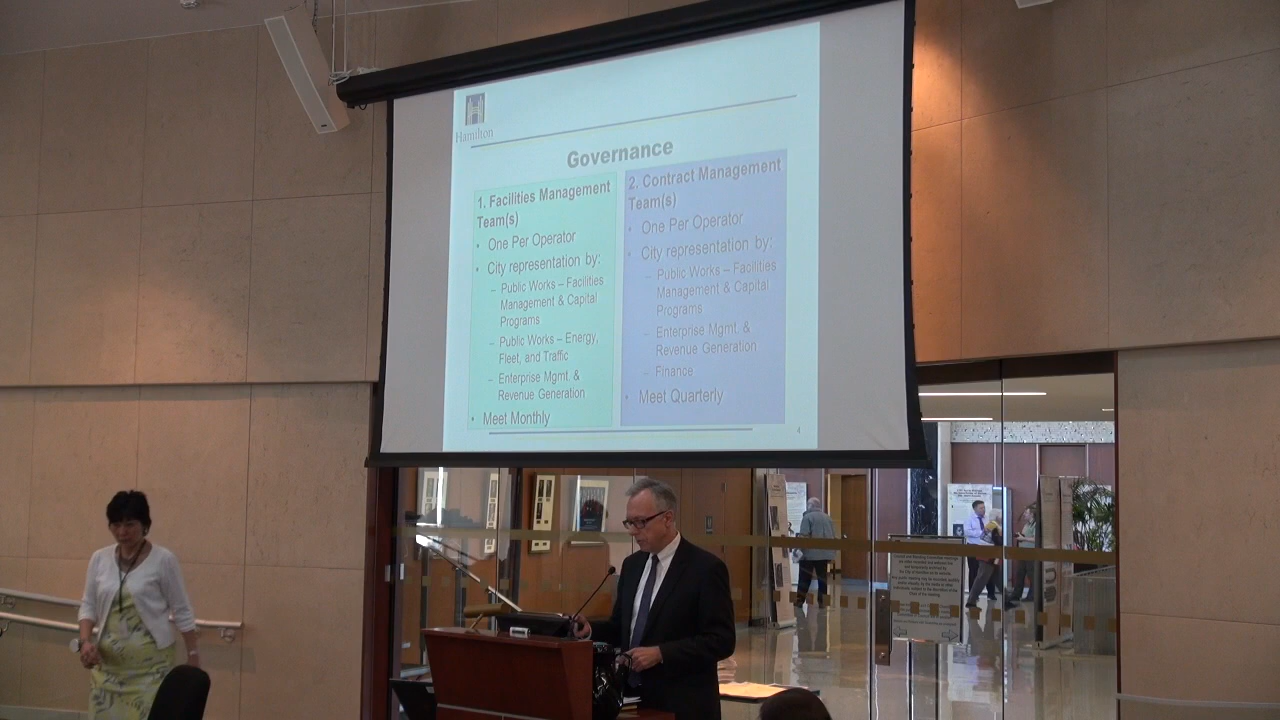 Hamilton
Governance
1. Facilities Management
Team(s)
• One Per Operator
• City representation by:
– Public Works – Facilities
Management & Capital
Programs
– Public Works – Energy,
Fleet, and Traffic
– Enterprise Mgmt. &
Revenue Generation
• Meet Monthly
2. Contract Management
Team(s)
• One Per Operator
• City representation by:
– Public Works – Facilities
Management & Capital
Programs
– Enterprise Mgmt. &
Revenue Generation
– Finance
• Meet Quarterly
4